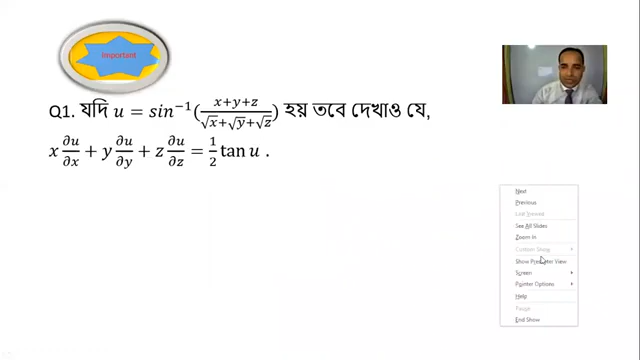 important
Q1. যদি u = sin⁻¹(x+y+z / √x+√y+√z) হয় তবে দেখাও যে,
x ∂u/∂x + y ∂u/∂y + z ∂u/∂z = 1/2 tan u .
Next
Previous
Last Viewed
See All Slides
Zoom In
Custom Show
Show Presenter View
Screen
Pointer Options
Help
Pause
End Show